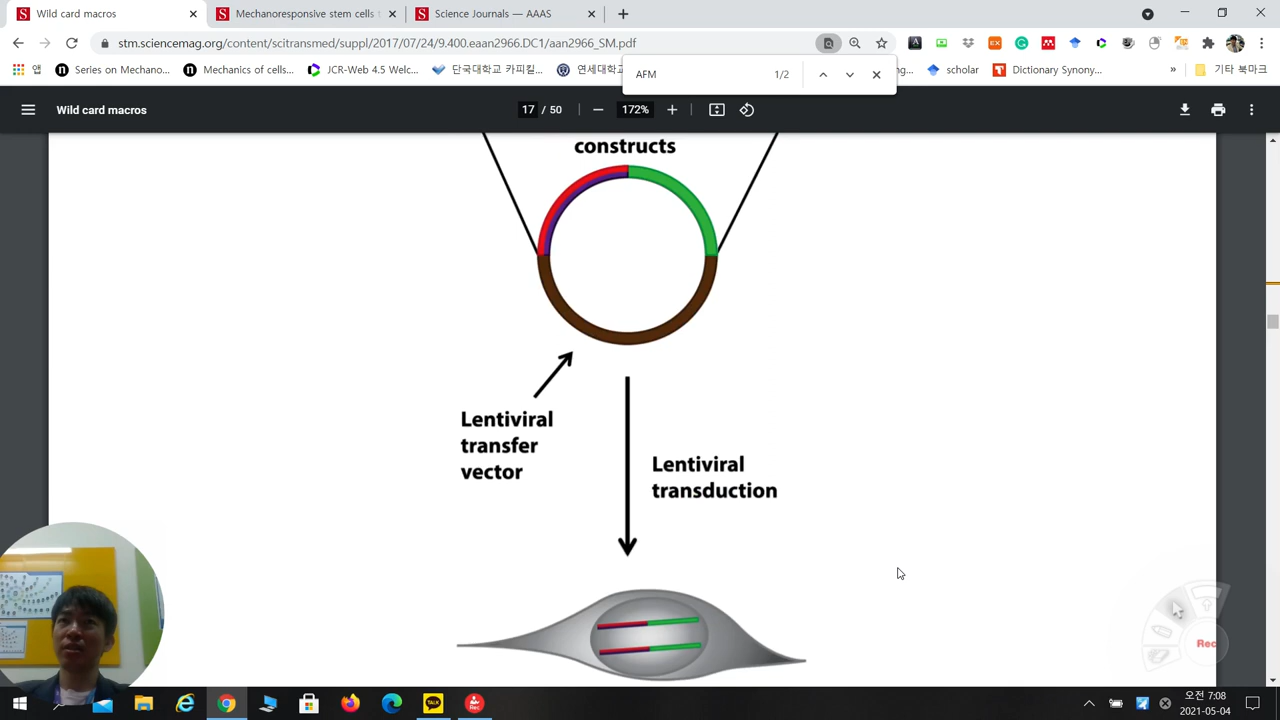 Wild card macros
Mechanoresponsive stem cells t
Science Journals — AAAS
stm.sciencemag.org/content/scitransmed/suppl/2017/07/24/9.400.eaan2966.DC1/aan2966_SM.pdf
앱
Series on Mechano...
Mechanics of cells...
JCR-Web 4.5 Welc...
단국대학교 카피킬...
연세대학교
ng,...
scholar
Dictionary Synony...
»
기타 북마크
AFM
1/2
Wild card macros
17 / 50
172%
constructs
Lentiviral
transfer
vector
Lentiviral
transduction
Rec
TALK
Rec
오전 7:08
2021-05-04